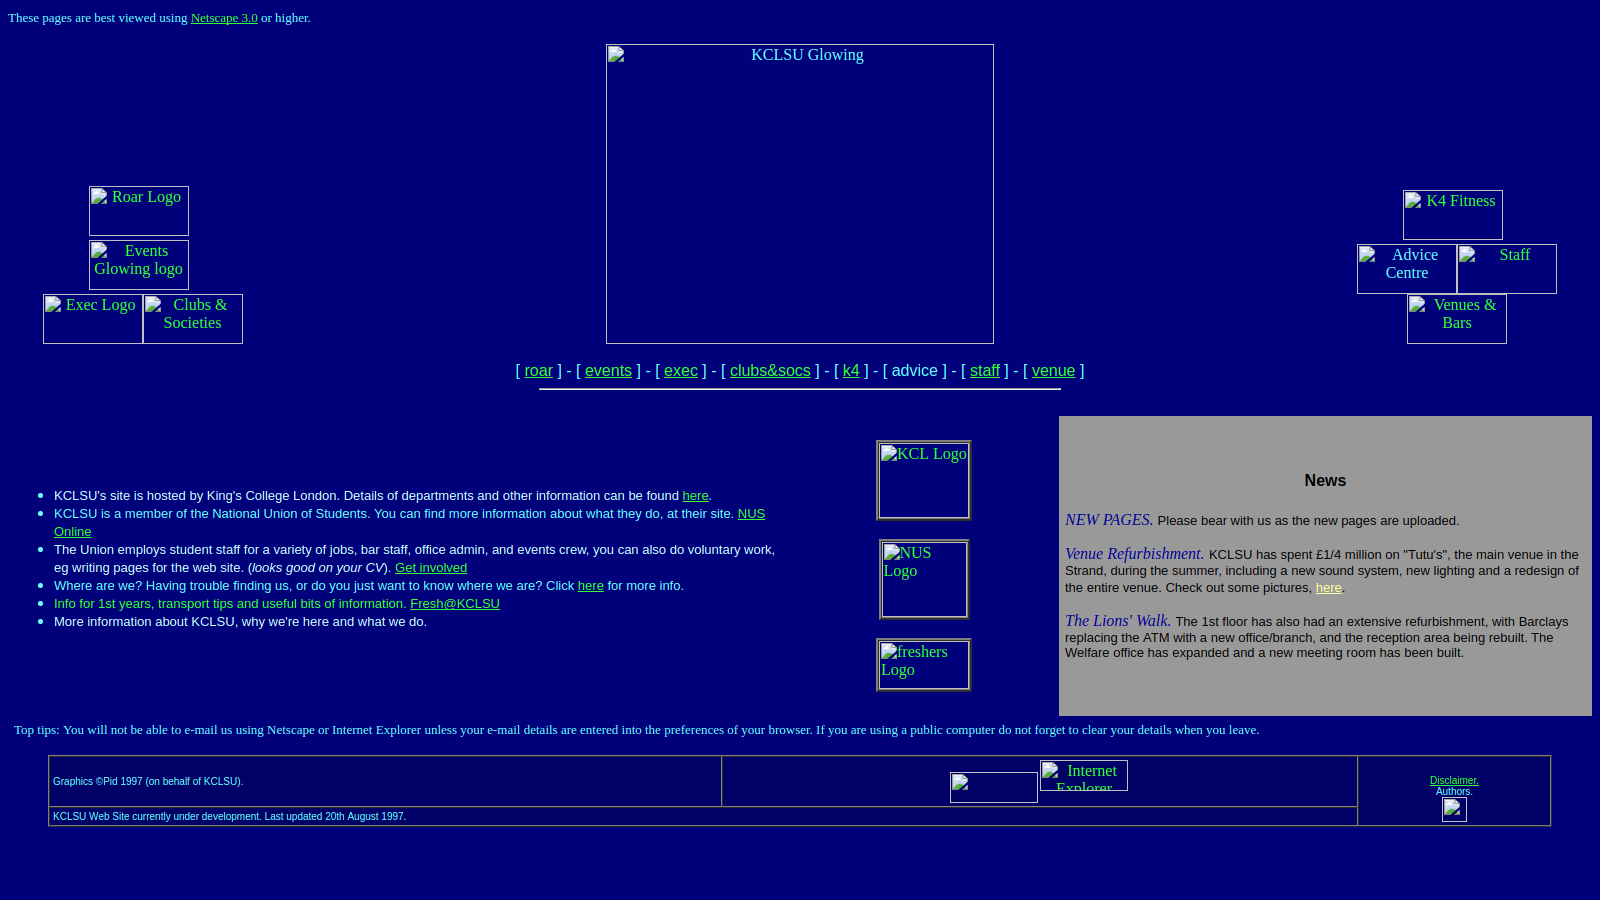 These pages are best viewed using Netscape 3.0 or higher.
KCLSU Glowing
Roar Logo
Events
Glowing logo
Exec Logo
Clubs &
Societies
K4 Fitness
Advice
Centre
Staff
Venues &
Bars
[ roar ] - [ events ] - [ exec ] - [ clubs&socs ] - [ k4 ] - [ advice ] - [ staff ] - [ venue ]
KCLSU's site is hosted by King's College London. Details of departments and other information can be found here.
KCLSU is a member of the National Union of Students. You can find more information about what they do, at their site. NUS
Online
The Union employs student staff for a variety of jobs, bar staff, office admin, and events crew, you can also do voluntary work,
eg writing pages for the web site. (looks good on your CV). Get involved
Where are we? Having trouble finding us, or do you just want to know where we are? Click here for more info.
Info for 1st years, transport tips and useful bits of information. Fresh@KCLSU
More information about KCLSU, why we're here and what we do.
KCL Logo
NUS
Logo
freshers
Logo
News
NEW PAGES. Please bear with us as the new pages are uploaded.
Venue Refurbishment. KCLSU has spent £1/4 million on "Tutu's", the main venue in the
Strand, during the summer, including a new sound system, new lighting and a redesign of
the entire venue. Check out some pictures, here.
The Lions' Walk. The 1st floor has also had an extensive refurbishment, with Barclays
replacing the ATM with a new office/branch, and the reception area being rebuilt. The
Welfare office has expanded and a new meeting room has been built.
Top tips: You will not be able to e-mail us using Netscape or Internet Explorer unless your e-mail details are entered into the preferences of your browser. If you are using a public computer do not forget to clear your details when you leave.
Graphics ©Pid 1997 (on behalf of KCLSU).
Internet
Explorer
Disclaimer.
Authors.
KCLSU Web Site currently under development. Last updated 20th August 1997.